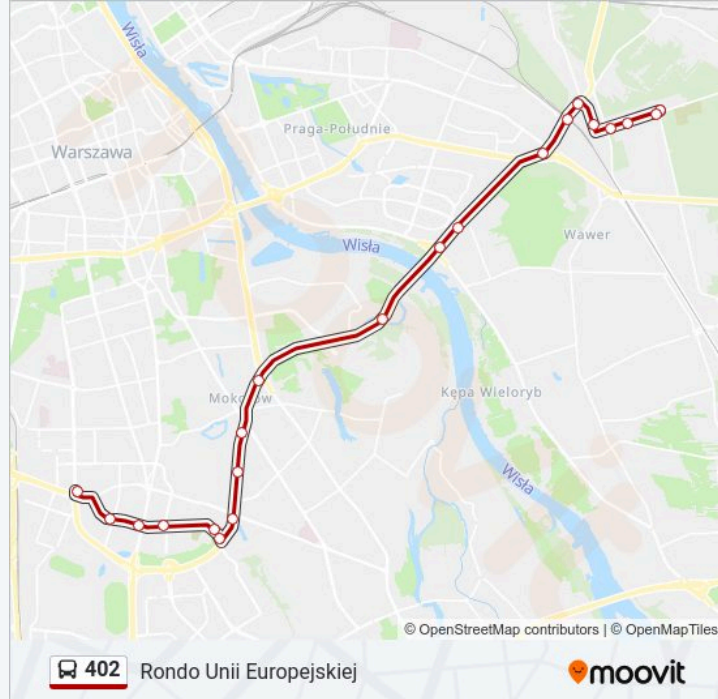 Wisła
Praga-Południe
Warszawa
Wisła
Wawer
Mokotów
Kępa Wieloryb
Wisła
© OpenStreetMap contributors | © OpenMapTiles
402 Rondo Unii Europejskiej
moovit